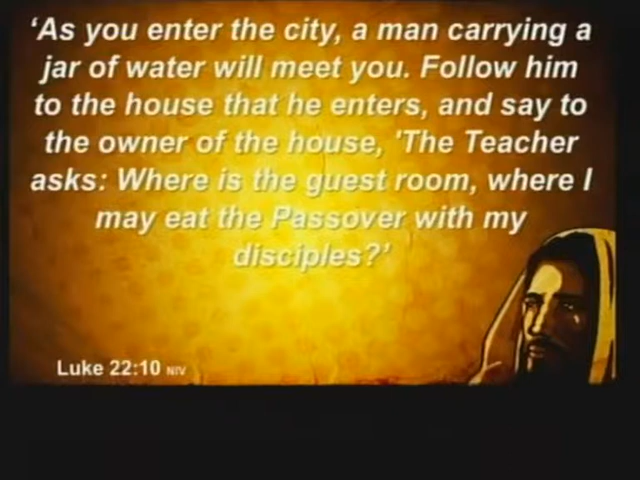 ‘As you enter the city, a man carrying a
jar of water will meet you. Follow him
to the house that he enters, and say to
the owner of the house, 'The Teacher
asks: Where is the guest room, where I
may eat the Passover with my
disciples?’
Luke 22:10 NIV